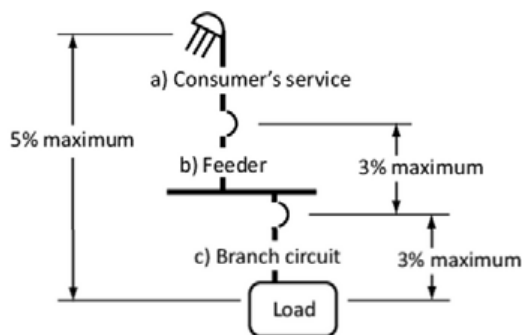 a) Consumer’s service
5% maximum
b) Feeder
3% maximum
c) Branch circuit
3% maximum
Load